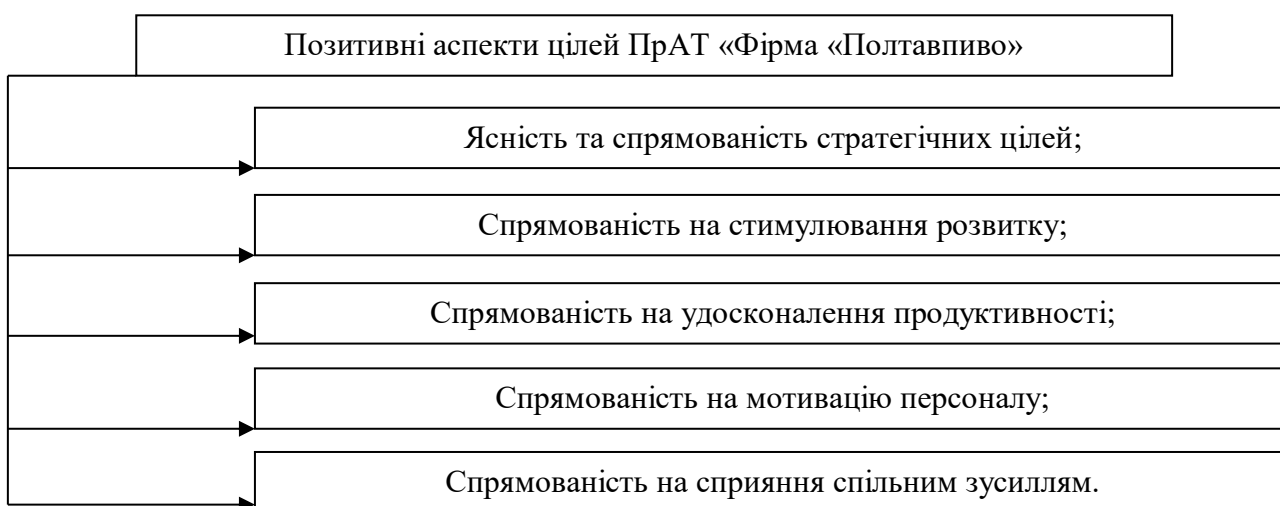 Позитивні аспекти цілей ПрАТ «Фірма «Полтавпиво»
Ясність та спрямованість стратегічних цілей;
Спрямованість на стимулювання розвитку;
Спрямованість на удосконалення продуктивності;
Спрямованість на мотивацію персоналу;
Спрямованість на сприяння спільним зусиллям.